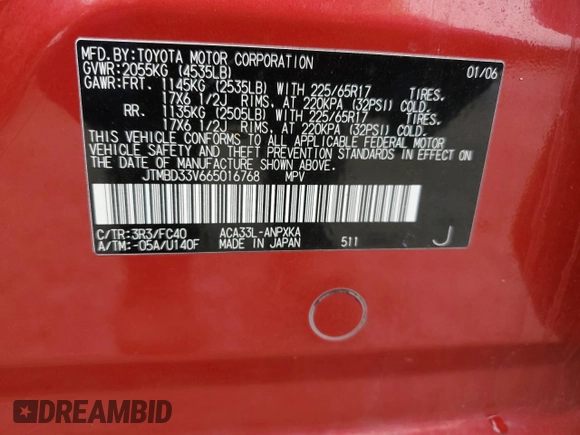 MFD.BY:TOYOTA MOTOR CORPORATION 01/06
GVWR:2055KG (4535LB)
GAWR:FRT. 1145KG (2535LB) WITH 225/65R17 TIRES.
17X6 1/2J RIMS, AT 220KPA (32PSI) COLD.
RR. 1135KG (2505LB) WITH 225/65R17 TIRES.
17X6 1/2J RIMS, AT 220KPA (32PSI) COLD.
THIS VEHICLE CONFORMS TO ALL APPLICABLE FEDERAL MOTOR
VEHICLE SAFETY AND THEFT PREVENTION STANDARDS IN EFFECT ON
THE DATE OF MANUFACTURE SHOWN ABOVE.
JTMBD33V665016768 MPV
C/TR:3R3/FC40 ACA33L-ANPXKA
A/TM:-05A/U140F MADE IN JAPAN 511 J
DREAMBID